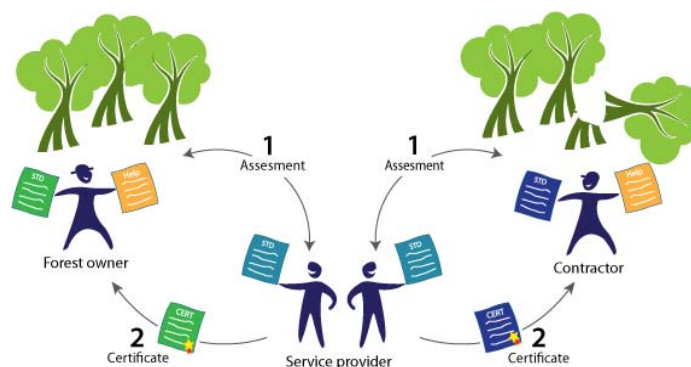 1
Assesment
1
Assesment
STD
Help
STD
Help
Forest owner
STD
STD
Contractor
CERT
2
Certificate
CERT
2
Certificate
Service provider